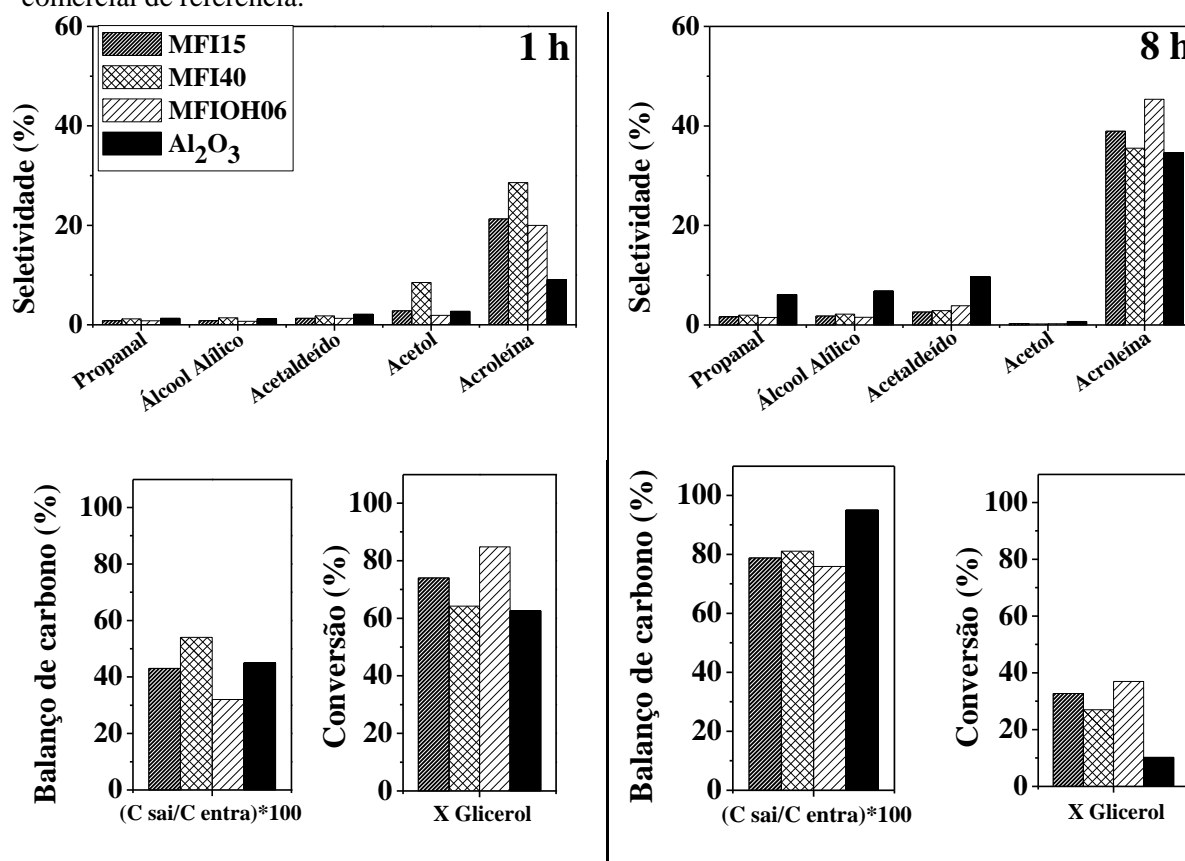 comercial de referência.
60
40
20
0
Seletividade (%)
MFI15
MFI40
MFIOH06
Al2O3
1 h
Propanal
Álcool Alílico
Acetaldeído
Acetol
Acroleína
60
40
20
0
Seletividade (%)
8 h
Propanal
Álcool Alílico
Acetaldeído
Acetol
Acroleína
100
80
60
40
20
0
Balanço de carbono (%)
(C sai/C entra)*100
100
80
60
40
20
0
Conversão (%)
X Glicerol
100
80
60
40
20
0
Balanço de carbono (%)
(C sai/C entra)*100
100
80
60
40
20
0
Conversão (%)
X Glicerol